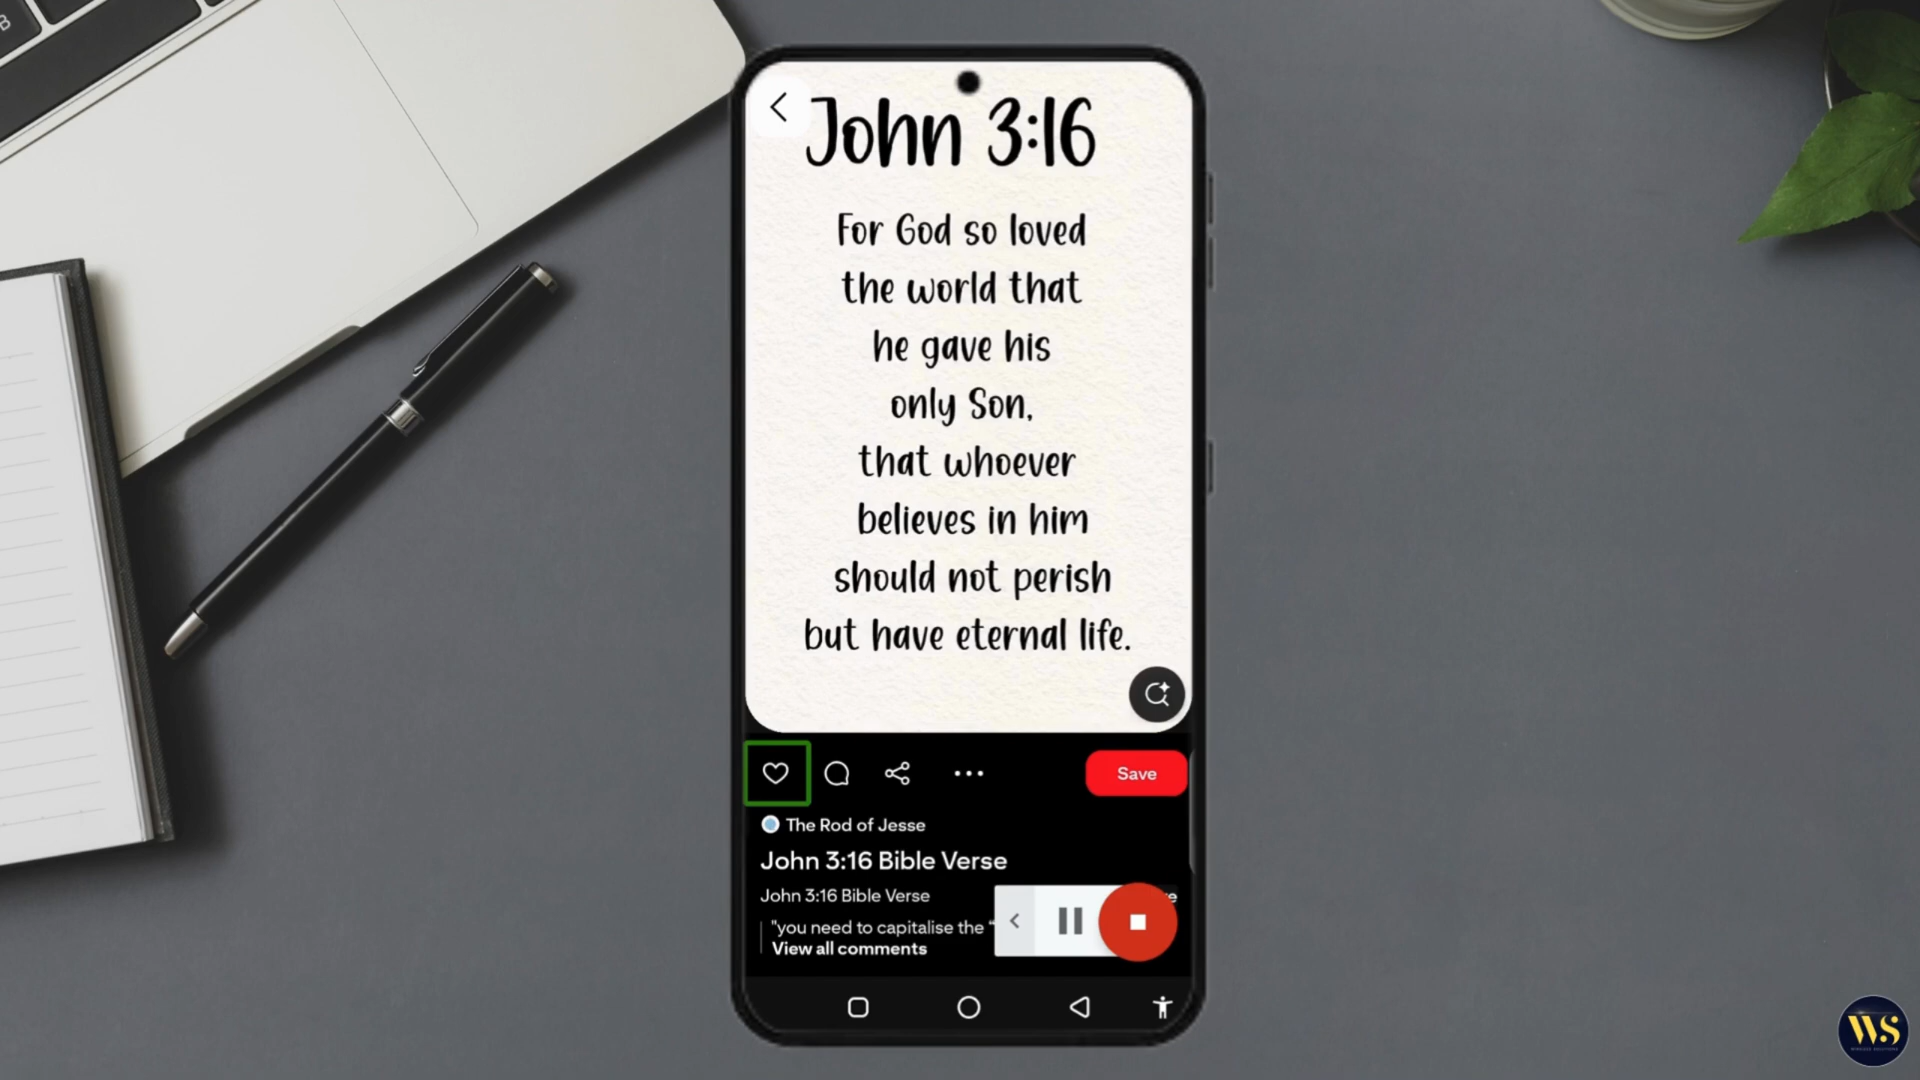 John 3:16
For God so loved
the world that
he gave his
only Son,
that whoever
believes in him
should not perish
but have eternal life.
Save
The Rod of Jesse
John 3:16 Bible Verse
John 3:16 Bible Verse
"you need to capitalise the "
View all comments
WS